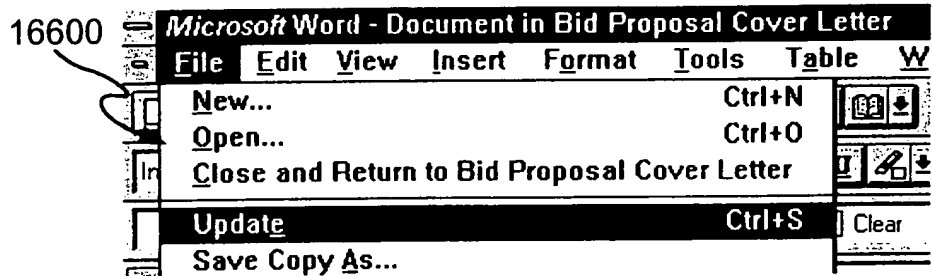 16600
Microsoft Word - Document in Bid Proposal Cover Letter
File Edit View Insert Format Tools Table W
New... Ctrl+N
Open... Ctrl+O
In
Close and Return to Bid Proposal Cover Letter
Update Ctrl+S
Clear
Save Copy As...